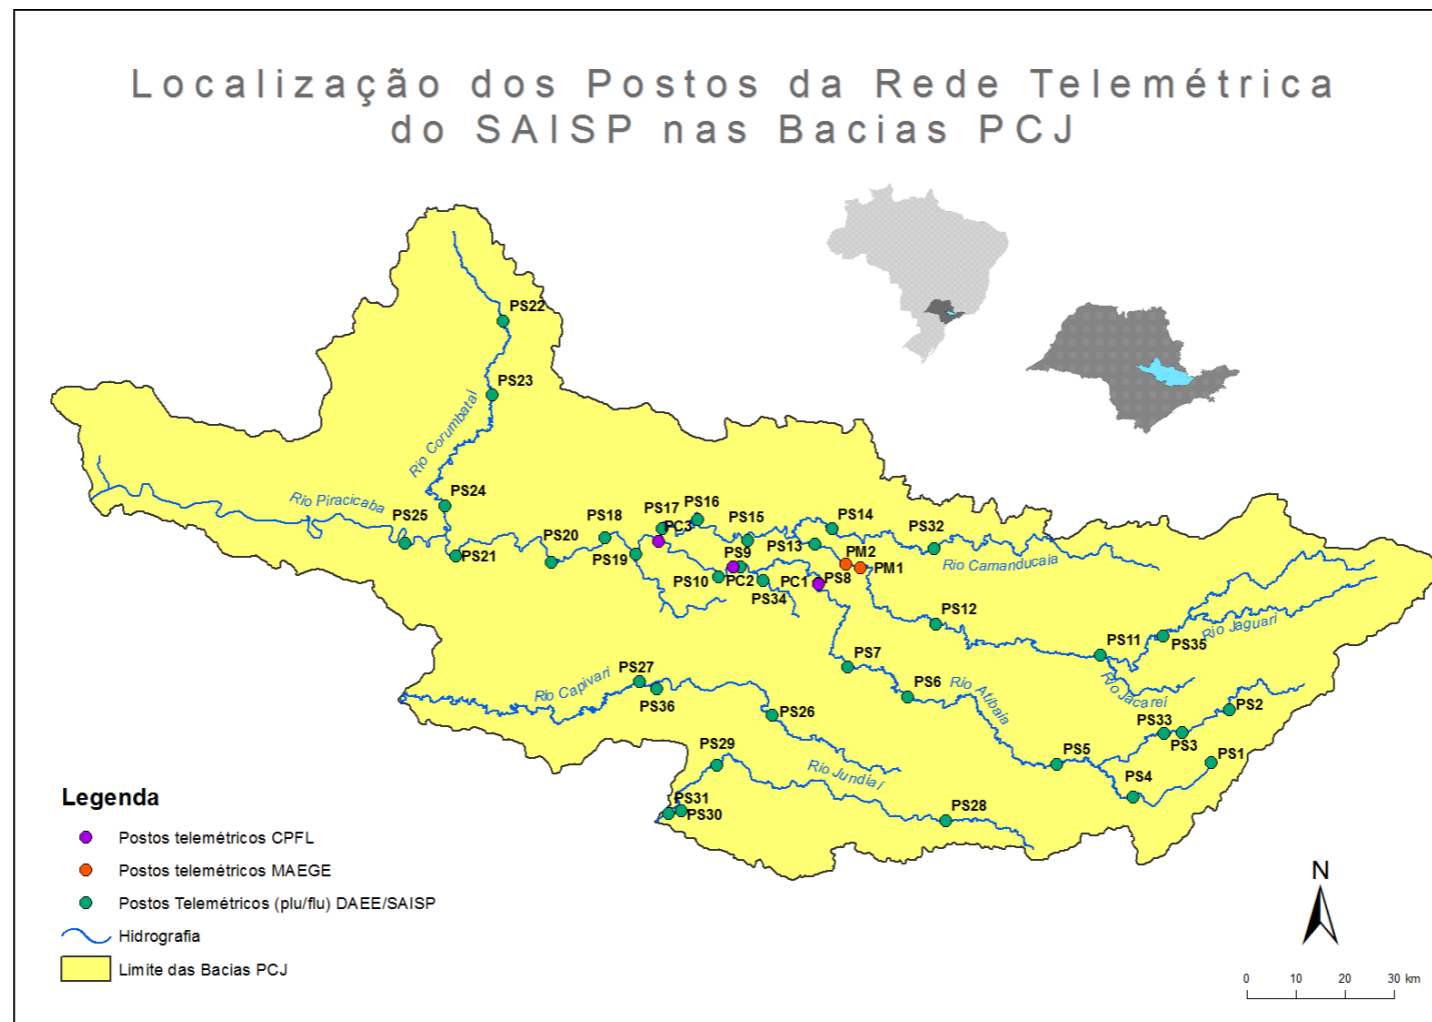 Localização dos Postos da Rede Telemétrica
do SAISP nas Bacias PCJ
PS22
PS23
Rio Corumbataí
PS24
Rio Piracicaba
PS25
PS21
PS20
PS18
PS19
PS17
PC3
PS16
PS15
PS9
PS10
PC2
PS34
PS13
PS14
PS32
PM2
PM1
Rio Camanducaia
PC1
PS8
PS12
PS11
PS35
Rio Jaguari
Rio Jacareí
PS7
PS6
Rio Atibaia
PS27
PS36
Rio Capivari
PS26
PS2
PS33
PS3
PS1
PS5
PS4
PS29
Rio Jundiaí
PS28
PS31
PS30
Legenda
Postos telemétricos CPFL
Postos telemétricos MAEGE
Postos Telemétricos (plu/flu) DAEE/SAISP
Hidrografia
Limite das Bacias PCJ
N
0 10 20 30 km